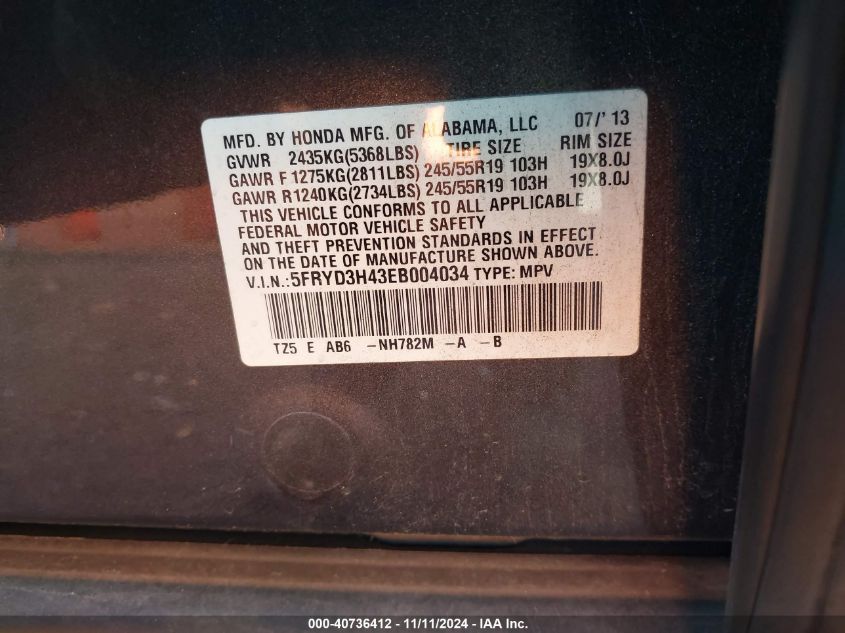 MFD. BY HONDA MFG. OF ALABAMA, LLC 07/' 13
GVWR 2435KG(5368LBS) TIRE SIZE RIM SIZE
GAWR F 1275KG(2811LBS) 245/55R19 103H 19X8.0J
GAWR R1240KG(2734LBS) 245/55R19 103H 19X8.0J
THIS VEHICLE CONFORMS TO ALL APPLICABLE
FEDERAL MOTOR VEHICLE SAFETY
AND THEFT PREVENTION STANDARDS IN EFFECT
ON THE DATE OF MANUFACTURE SHOWN ABOVE.
V.I.N.:5FRYD3H43EB004034 TYPE: MPV
TZ5 E AB6 -NH782M -A -B
000-40736412 - 11/11/2024 - IAA Inc.